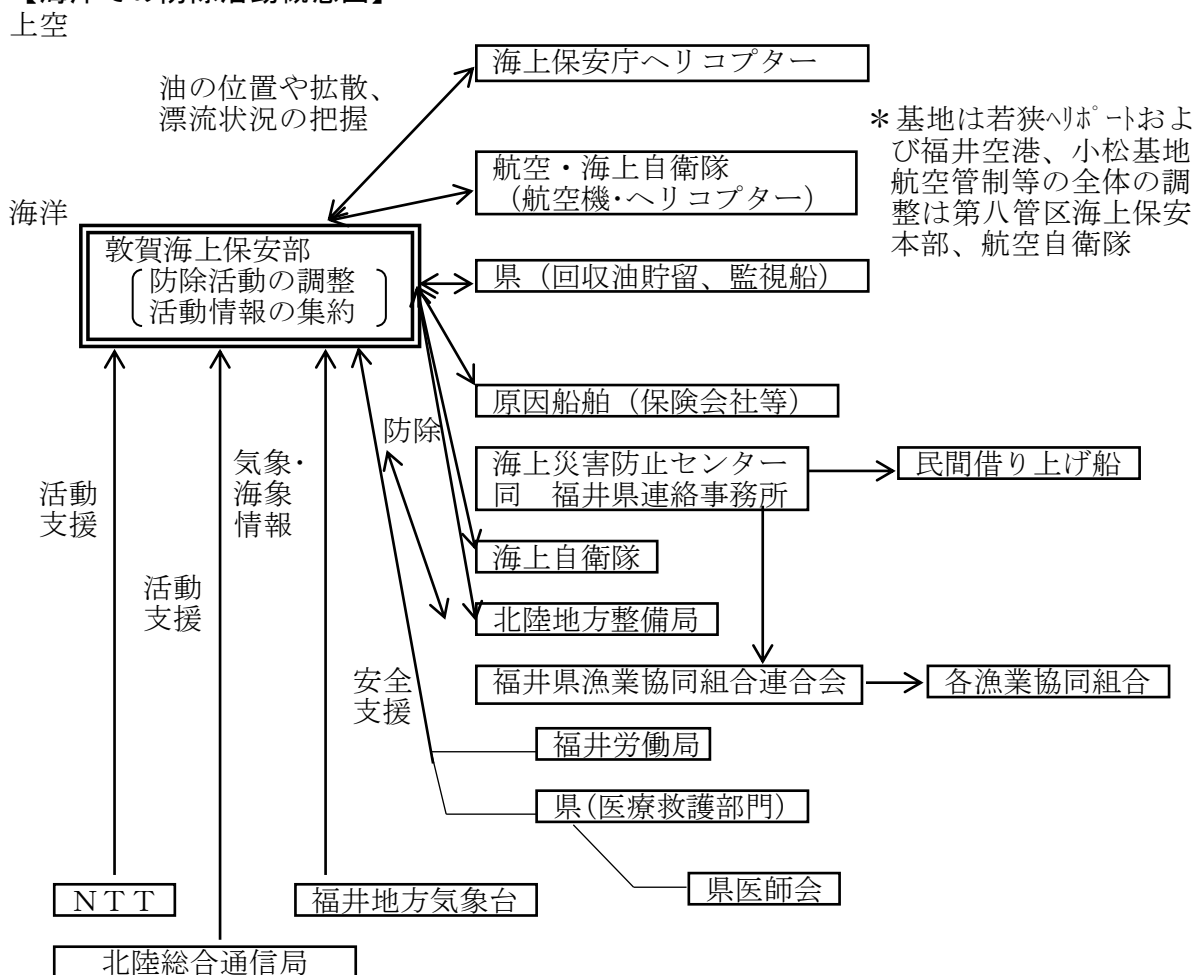 【海洋での防除活動概念図】
上空
海上保安庁ヘリコプター
油の位置や拡散、
漂流状況の把握
＊基地は若狭ﾍﾘﾎﾟｰﾄおよ
び福井空港、小松基地
航空管制等の全体の調
整は第八管区海上保安
本部、航空自衛隊
航空・海上自衛隊
（航空機・ヘリコプター）
海洋
敦賀海上保安部
防除活動の調整
活動情報の集約
県（回収油貯留、監視船）
原因船舶（保険会社等）
防除
海上災害防止センター
同　福井県連絡事務所
民間借り上げ船
気象・
海象
情報
活動
支援
海上自衛隊
活動
支援
北陸地方整備局
安全
支援
福井県漁業協同組合連合会
各漁業協同組合
福井労働局
県（医療救護部門）
県医師会
ＮＴＴ
福井地方気象台
北陸総合通信局